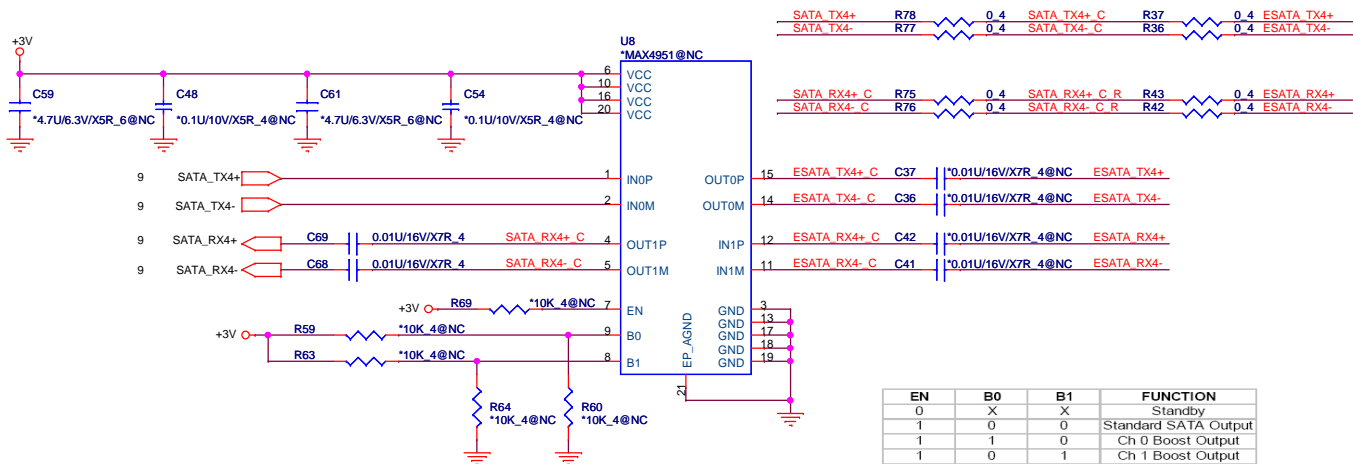 SATA_TX4+ R78 0_4 SATA_TX4+_C R37 0_4 ESATA_TX4+
SATA_TX4- R77 0_4 SATA_TX4-_C R36 0_4 ESATA_TX4-
SATA_RX4+_C R75 0_4 SATA_RX4+_C_R R43 0_4 ESATA_RX4+
SATA_RX4-_C R76 0_4 SATA_RX4-_C_R R42 0_4 ESATA_RX4-
+3V
C59
*4.7U/6.3V/X5R_6@NC
C48
*0.1U/10V/X5R_4@NC
C61
*4.7U/6.3V/X5R_6@NC
C54
*0.1U/10V/X5R_4@NC
U8
*MAX4951@NC
6 VCC
10 VCC
16 VCC
20 VCC
9 SATA_TX4+ 1 IN0P OUT0P 15 ESATA_TX4+_C C37 *0.01U/16V/X7R_4@NC ESATA_TX4+
9 SATA_TX4- 2 IN0M OUT0M 14 ESATA_TX4-_C C36 *0.01U/16V/X7R_4@NC ESATA_TX4-
9 SATA_RX4+ C69 0.01U/16V/X7R_4 SATA_RX4+_C 4 OUT1P IN1P 12 ESATA_RX4+_C C42 *0.01U/16V/X7R_4@NC ESATA_RX4+
9 SATA_RX4- C68 0.01U/16V/X7R_4 SATA_RX4-_C 5 OUT1M IN1M 11 ESATA_RX4-_C C41 *0.01U/16V/X7R_4@NC ESATA_RX4-
+3V R69 *10K_4@NC 7 EN
+3V R59 *10K_4@NC 9 B0
R63 *10K_4@NC 8 B1
GND 3
GND 13
GND 17
GND 18
GND 19
EP_AGND
21
R64
*10K_4@NC
R60
*10K_4@NC
EN B0 B1 FUNCTION
0 X X Standby
1 0 0 Standard SATA Output
1 1 0 Ch 0 Boost Output
1 0 1 Ch 1 Boost Output